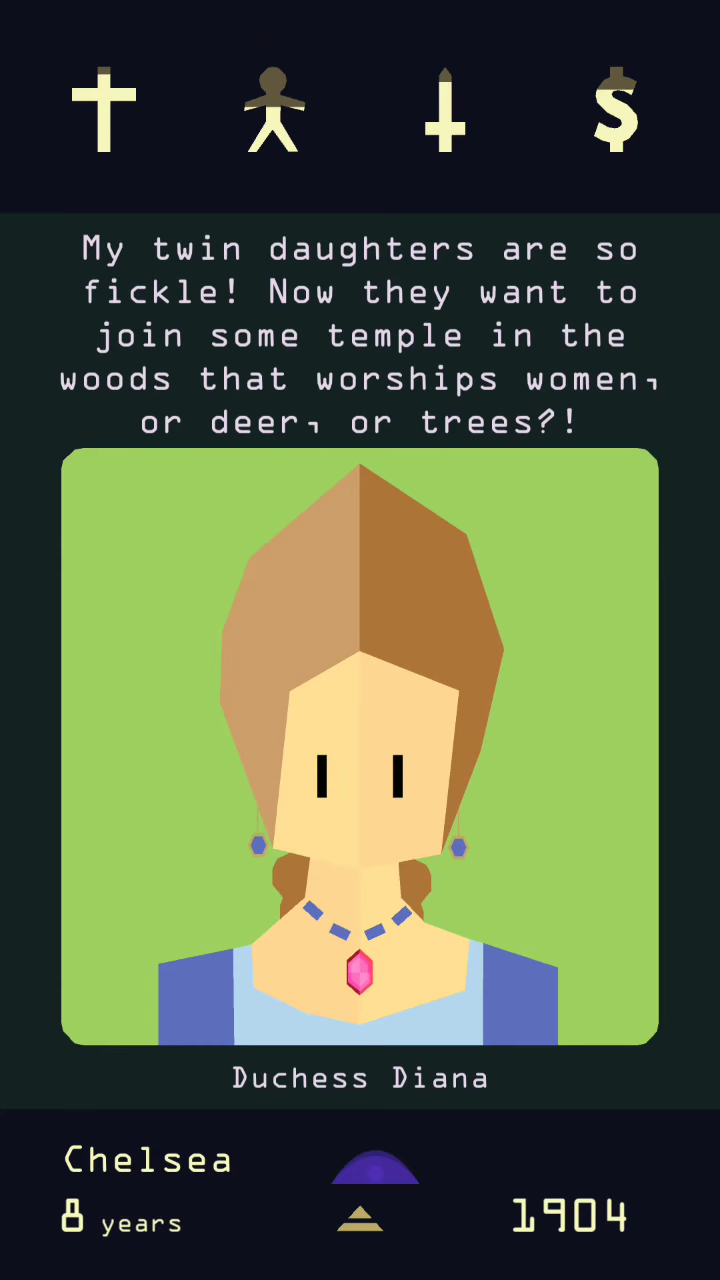 My twin daughters are so
fickle! Now they want to
join some temple in the
woods that worships women,
or deer, or trees?!
Duchess Diana
Chelsea
8 years
1904